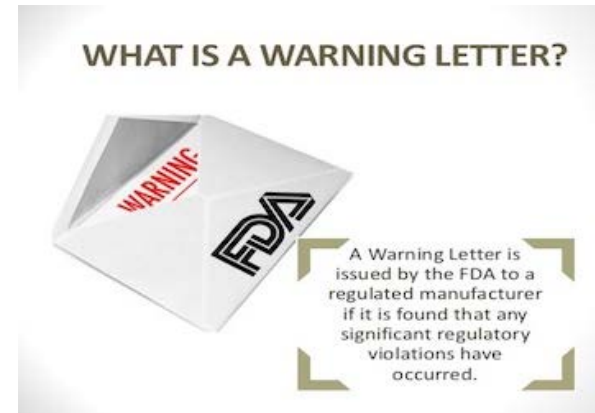 WHAT IS A WARNING LETTER?
WARNING
FDA
A Warning Letter is
issued by the FDA to a
regulated manufacturer
if it is found that any
significant regulatory
violations have
occurred.